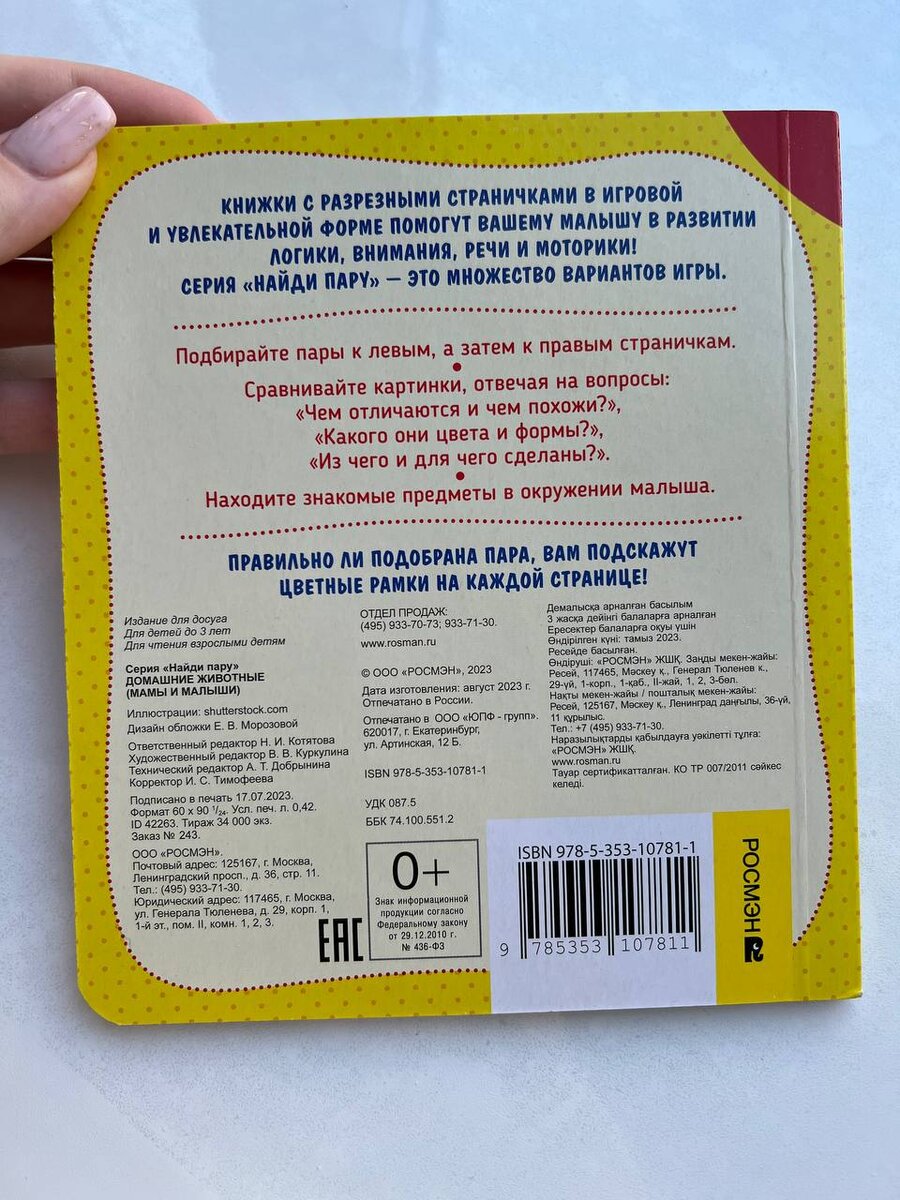 КНИЖКИ С РАЗРЕЗНЫМИ СТРАНИЧКАМИ В ИГРОВОЙ
И УВЛЕКАТЕЛЬНОЙ ФОРМЕ ПОМОГУТ ВАШЕМУ МАЛЫШУ В РАЗВИТИИ
ЛОГИКИ, ВНИМАНИЯ, РЕЧИ И МОТОРИКИ!
СЕРИЯ «НАЙДИ ПАРУ» — ЭТО МНОЖЕСТВО ВАРИАНТОВ ИГРЫ.
Подбирайте пары к левым, а затем к правым страничкам.
Сравнивайте картинки, отвечая на вопросы:
«Чем отличаются и чем похожи?»,
«Какого они цвета и формы?»,
«Из чего и для чего сделаны?».
Находите знакомые предметы в окружении малыша.
ПРАВИЛЬНО ЛИ ПОДОБРАНА ПАРА, ВАМ ПОДСКАЖУТ
ЦВЕТНЫЕ РАМКИ НА КАЖДОЙ СТРАНИЦЕ!
Издание для досуга
Для детей до 3 лет
Для чтения взрослыми детям
Серия «Найди пару»
ДОМАШНИЕ ЖИВОТНЫЕ
(МАМЫ И МАЛЫШИ)
Иллюстрации: shutterstock.com
Дизайн обложки Е. В. Морозовой
Ответственный редактор Н. И. Котятова
Художественный редактор В. В. Куркулина
Технический редактор А. Т. Добрынина
Корректор И. С. Тимофеева
Подписано в печать 17.07.2023.
Формат 60 х 90 1/24. Усл. печ. л. 0,42.
ID 42263. Тираж 34 000 экз.
Заказ № 243.
ООО «РОСМЭН».
Почтовый адрес: 125167, г. Москва,
Ленинградский просп., д. 36, стр. 11.
Тел.: (495) 933-71-30.
Юридический адрес: 117465, г. Москва,
ул. Генерала Тюленева, д. 29, корп. 1,
1-й эт., пом. II, комн. 1, 2, 3.
ОТДЕЛ ПРОДАЖ:
(495) 933-70-73; 933-71-30.
www.rosman.ru
© ООО «РОСМЭН», 2023
Дата изготовления: август 2023 г.
Отпечатано в России.
Отпечатано в ООО «ЮПФ - групп».
620017, г. Екатеринбург,
ул. Артинская, 12 Б.
ISBN 978-5-353-10781-1
УДК 087.5
ББК 74.100.551.2
EAC
0+
Знак информационной
продукции согласно
Федеральному закону
от 29.12.2010 г.
№ 436-ФЗ
Демалысқа арналған басылым
3 жасқа дейінгі балаларға арналған
Ересектер балаларға оқуы үшін
Өндірілген күні: тамыз 2023.
Ресейде басылған.
Өндіруші: «РОСМЭН» ЖШҚ. Заңды мекен-жайы:
Ресей, 117465, Мәскеу қ., Генерал Тюленев к.,
29-үй, 1-корп., 1-қаб., II-жай, 1, 2, 3-бөл.
Нақты мекен-жайы / пошталық мекен-жайы:
Ресей, 125167, Мәскеу қ., Ленинград даңғылы, 36-үй,
11 құрылыс.
Тел.: +7 (495) 933-71-30.
Наразылықтарды қабылдауға уәкілетті тұлға:
«РОСМЭН» ЖШҚ.
www.rosman.ru
Тауар сертификатталған. КО ТР 007/2011 сәйкес
келеді.
ISBN 978-5-353-10781-1
9 785353 107811
РОСМЭН